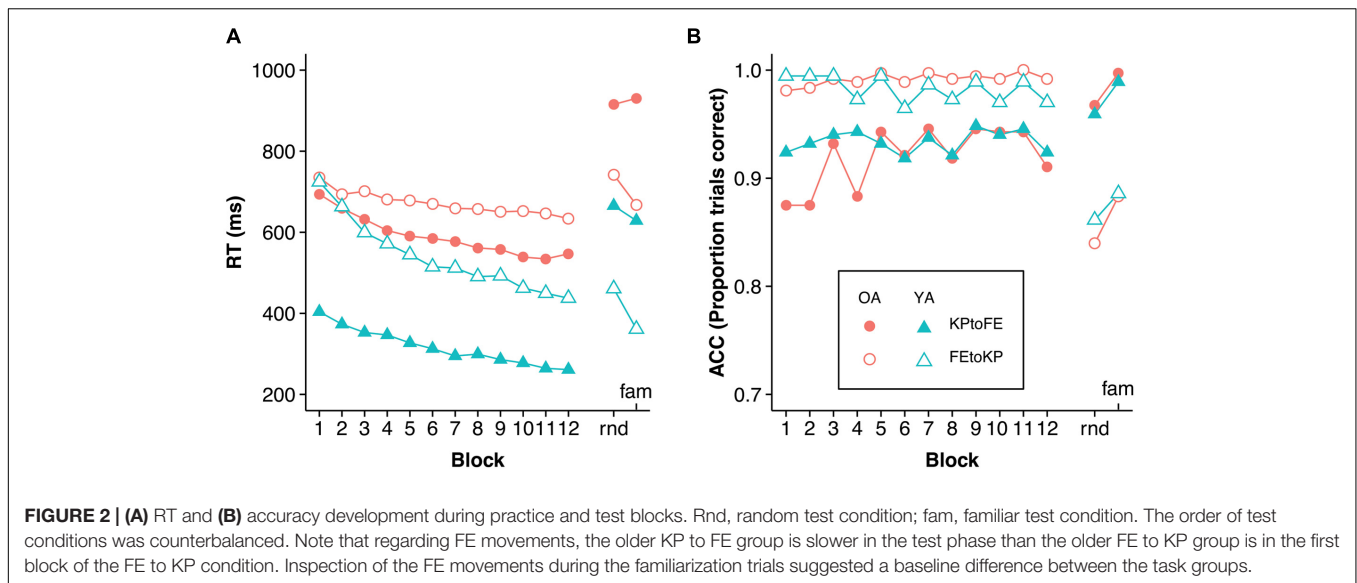 A
B
1000
800
600
400
200
RT (ms)
fam
1 2 3 4 5 6 7 8 9 10 11 12 rnd
Block
1.0
0.9
0.8
0.7
ACC (Proportion trials correct)
OA YA
KPtoFE
FEtoKP
fam
1 2 3 4 5 6 7 8 9 10 11 12 rnd
Block
FIGURE 2 | (A) RT and (B) accuracy development during practice and test blocks. Rnd, random test condition; fam, familiar test condition. The order of test
conditions was counterbalanced. Note that regarding FE movements, the older KP to FE group is slower in the test phase than the older FE to KP group is in the first
block of the FE to KP condition. Inspection of the FE movements during the familiarization trials suggested a baseline difference between the task groups.